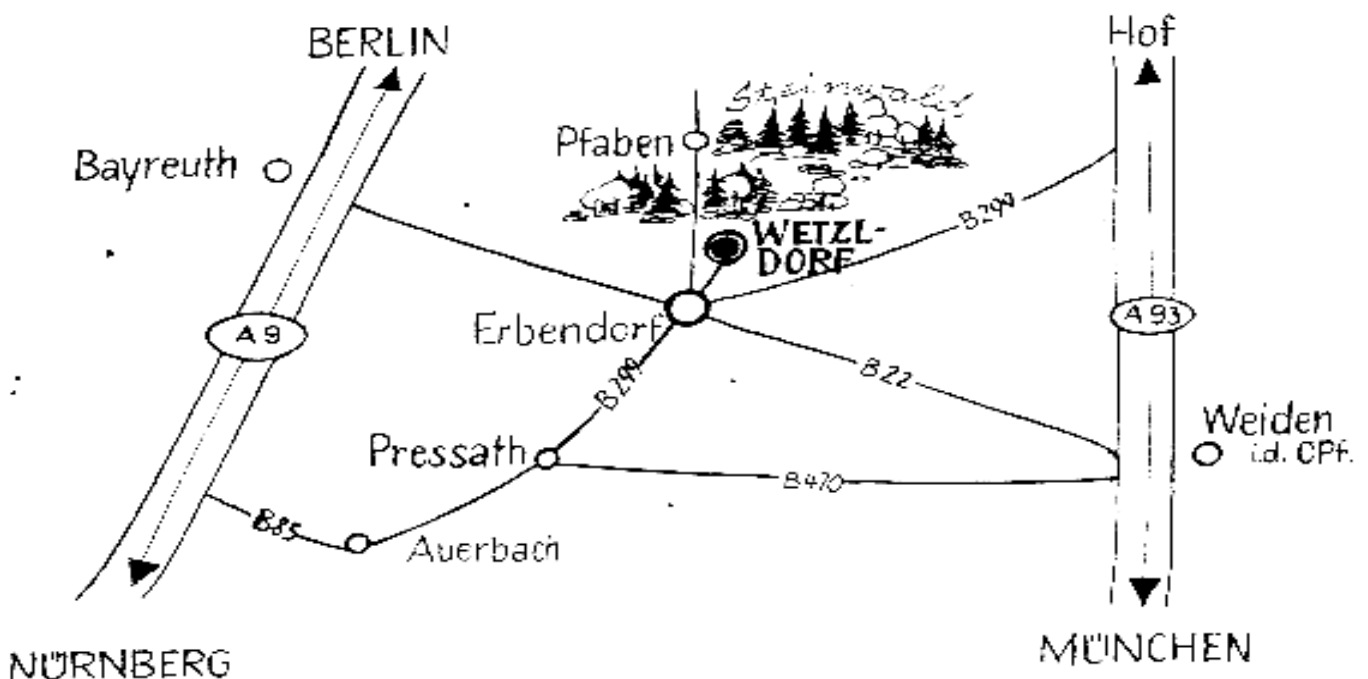 BERLIN
Hof
Steinwald
Pfaben
Bayreuth
WETZL-
DORF
B299
A9
Erbendorf
A93
B22
B299
Pressath
Weiden
i.d. OPf.
B470
B85
Auerbach
NÜRNBERG
MÜNCHEN